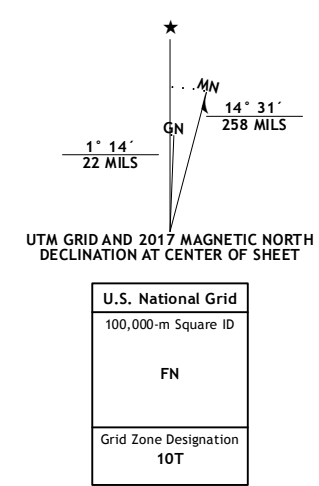 ★
MN
GN
14° 31´
258 MILS
1° 14´
22 MILS
UTM GRID AND 2017 MAGNETIC NORTH
DECLINATION AT CENTER OF SHEET
U.S. National Grid
100,000-m Square ID
FN
Grid Zone Designation
10T